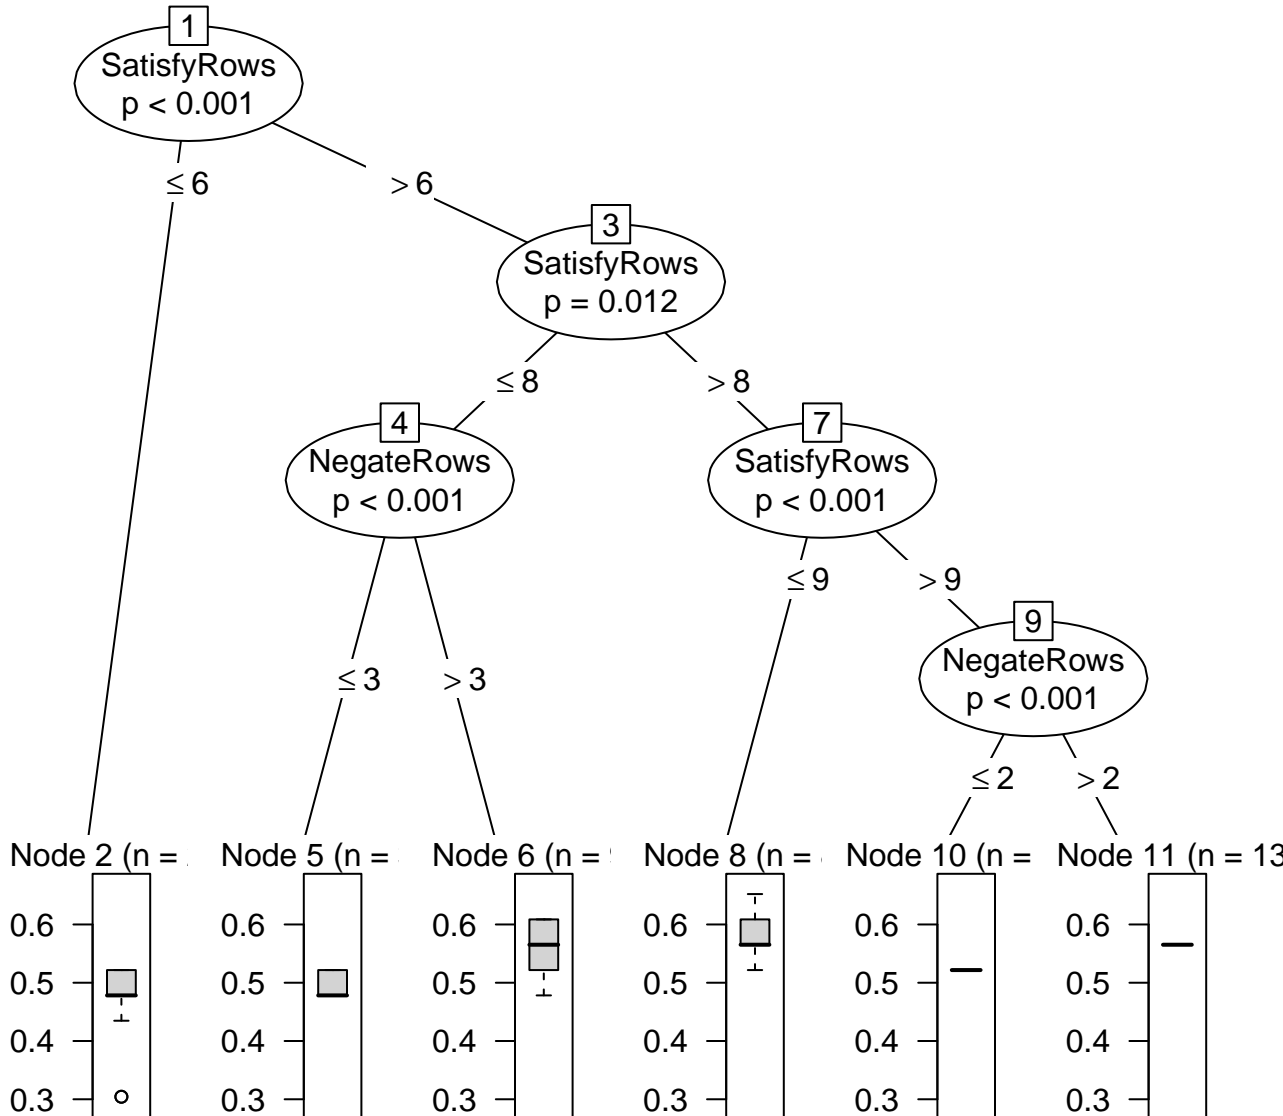 1
SatisfyRows
p < 0.001
≤ 6
> 6
3
SatisfyRows
p = 0.012
≤ 8
> 8
4
NegateRows
p < 0.001
7
SatisfyRows
p < 0.001
≤ 3
> 3
≤ 9
> 9
9
NegateRows
p < 0.001
≤ 2
> 2
Node 2 (n =
0.6
0.5
0.4
0.3
Node 5 (n =
0.6
0.5
0.4
0.3
Node 6 (n =
0.6
0.5
0.4
0.3
Node 8 (n =
0.6
0.5
0.4
0.3
Node 10 (n =
0.6
0.5
0.4
0.3
Node 11 (n = 13
0.6
0.5
0.4
0.3